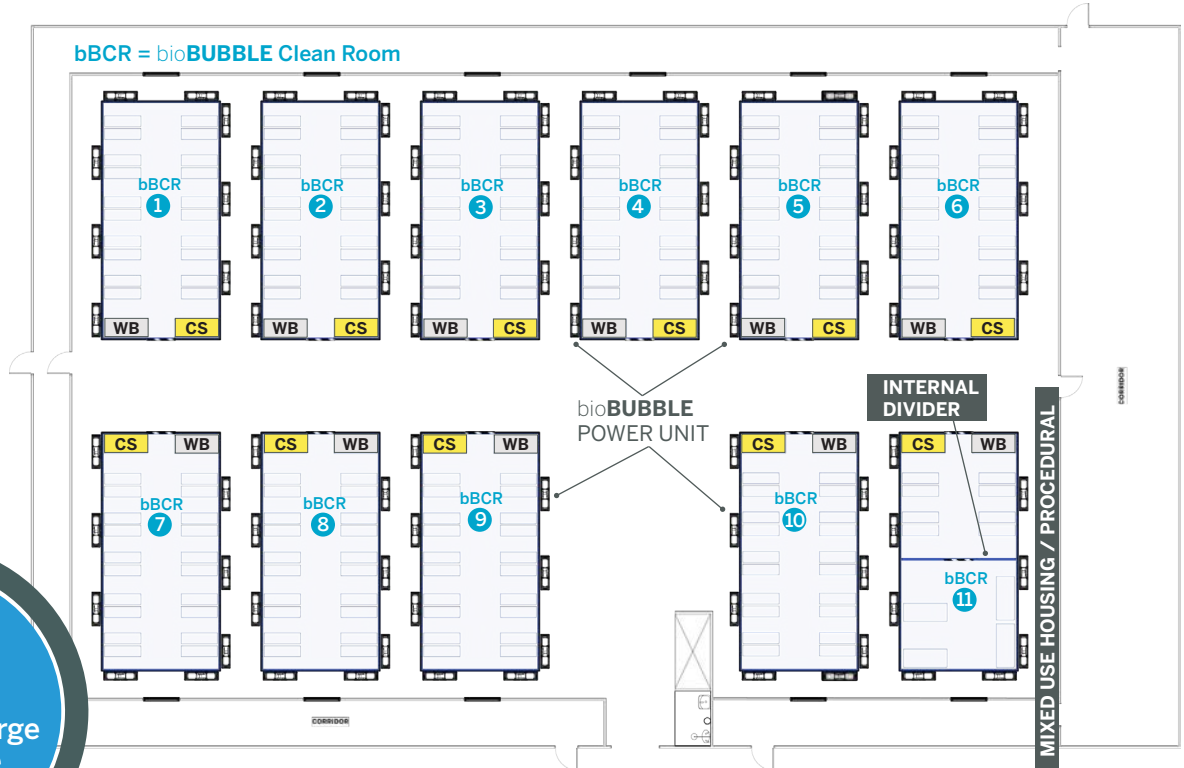 bBCR = bioBUBBLE Clean Room
bBCR
1
bBCR
2
bBCR
3
bBCR
4
bBCR
5
bBCR
6
WB CS
WB CS
WB CS
WB CS
WB CS
WB CS
bioBUBBLE
POWER UNIT
INTERNAL
DIVIDER
CORRIDOR
CS WB
CS WB
CS WB
CS WB
CS WB
bBCR
7
bBCR
8
bBCR
9
bBCR
10
bBCR
11
MIXED USE HOUSING / PROCEDURAL
CORRIDOR